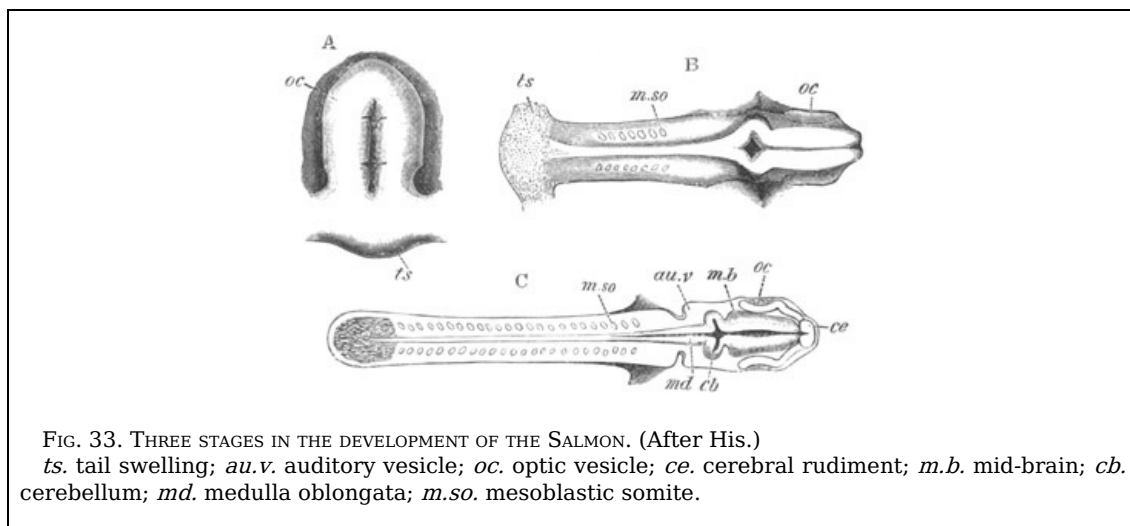 A
oc
ts
B
ts
m.so
oc
C
m.so
au.v
m.b
oc
ce
md
cb
FIG. 33. THREE STAGES IN THE DEVELOPMENT OF THE SALMON. (After His.)
ts. tail swelling; au.v. auditory vesicle; oc. optic vesicle; ce. cerebral rudiment; m.b. mid-brain; cb.
cerebellum; md. medulla oblongata; m.so. mesoblastic somite.